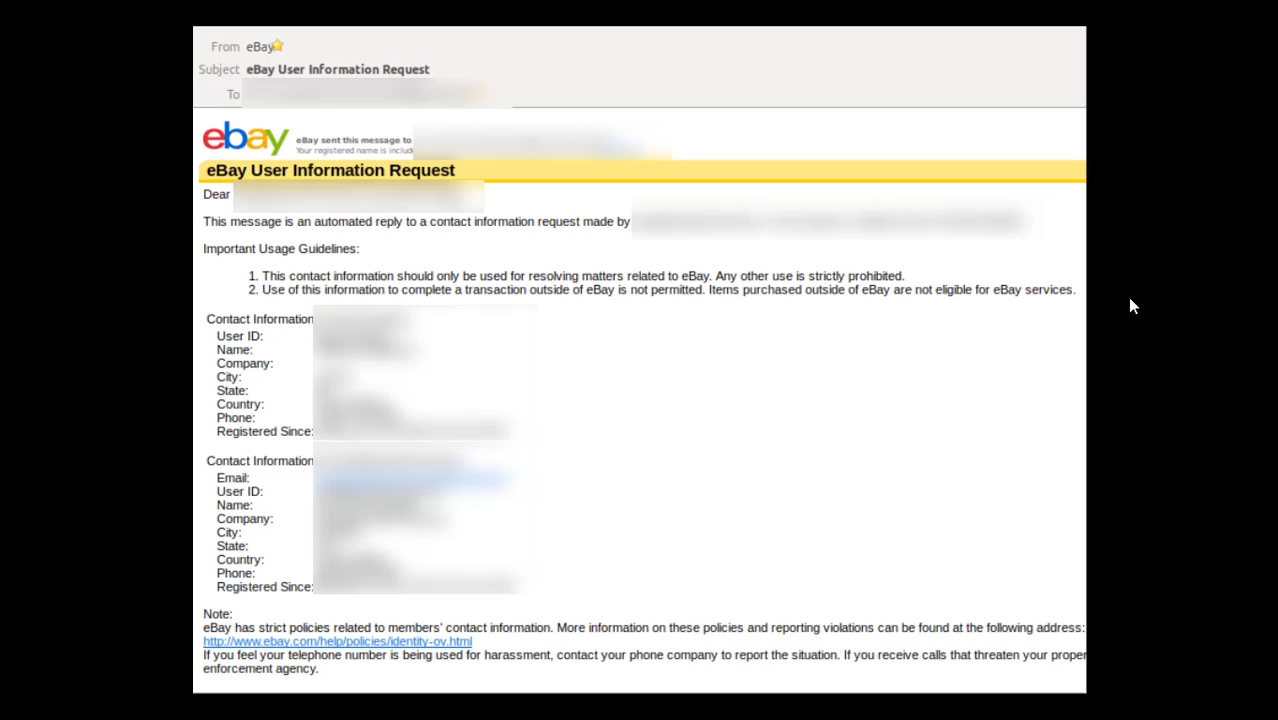 From eBay
Subject eBay User Information Request
To
ebay eBay sent this message to
Your registered name is
eBay User Information Request
Dear
This message is an automated reply to a contact information request made by
Important Usage Guidelines:
1. This contact information should only be used for resolving matters related to eBay. Any other use is strictly prohibited.
2. Use of this information to complete a transaction outside of eBay is not permitted. Items purchased outside of eBay are not eligible for eBay services.
Contact Information
User ID:
Name:
Company:
City:
State:
Country:
Phone:
Registered Since:
Contact Information
Email:
User ID:
Name:
Company:
City:
State:
Country:
Phone:
Registered Since:
Note:
eBay has strict policies related to members' contact information. More information on these policies and reporting violations can be found at the following address:
http://www.ebay.com/help/policies/identity-ov.html
If you feel your telephone number is being used for harassment, contact your phone company to report the situation. If you receive calls that threaten your proper
enforcement agency.